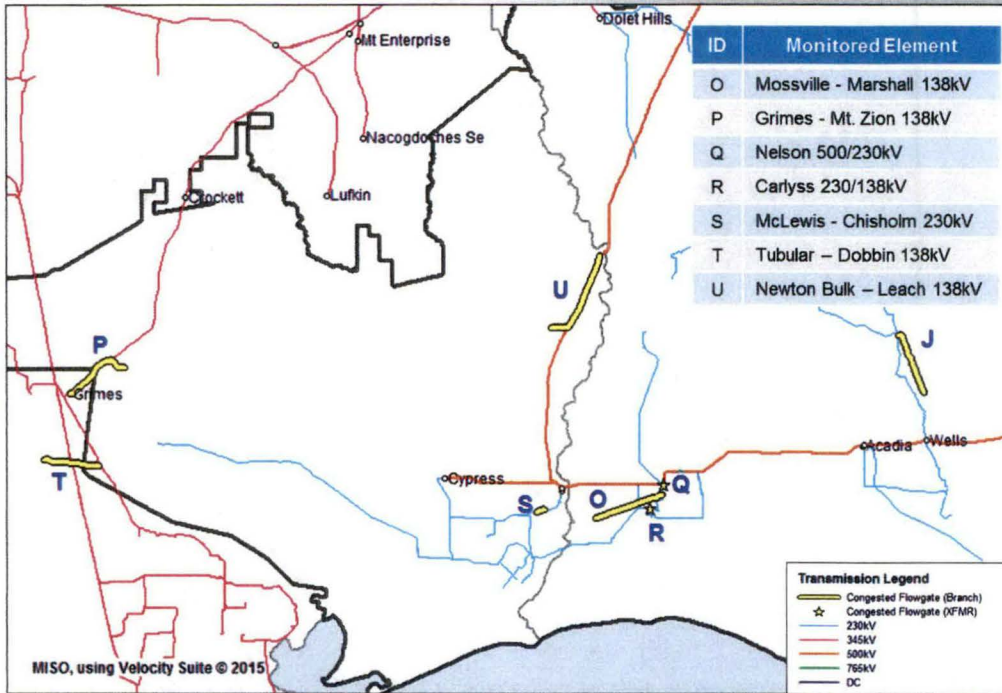 Dolet Hills
Mt Enterprise
ID Monitored Element
O Mossville - Marshall 138kV
P Grimes - Mt. Zion 138kV
Q Nelson 500/230kV
R Carlyss 230/138kV
S McLewis - Chisholm 230kV
T Tubular – Dobbin 138kV
U Newton Bulk – Leach 138kV
Nacogdoches Se
Crockett
Lufkin
U
P
J
Grimes
T
Cypress
Acadia
Wells
S
O
Q
R
Transmission Legend
Congested Flowgate (Branch)
Congested Flowgate (XFMR)
230kV
345kV
500kV
765kV
DC
MISO, using Velocity Suite © 2015